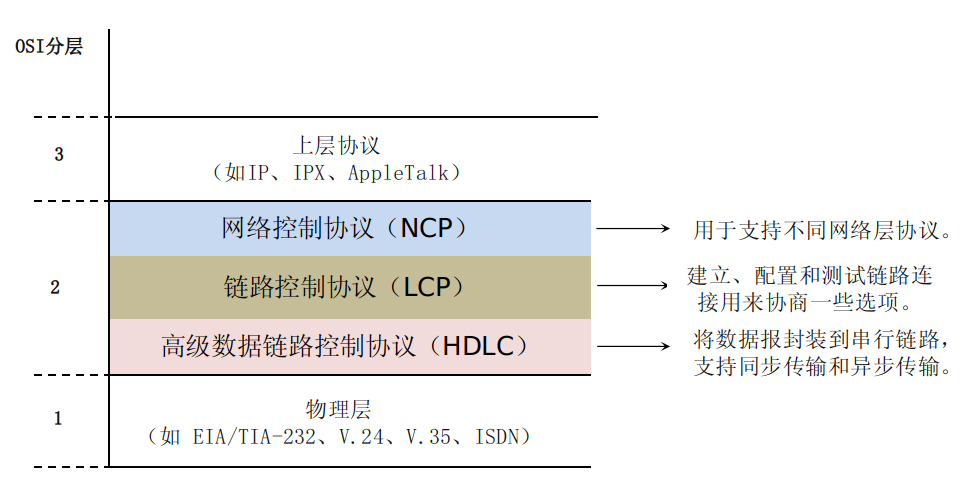 OSI分层
3
上层协议
（如IP、IPX、AppleTalk）
网络控制协议（NCP）
用于支持不同网络层协议。
2
链路控制协议（LCP）
建立、配置和测试链路连
接用来协商一些选项。
高级数据链路控制协议（HDLC）
将数据报封装到串行链路，
支持同步传输和异步传输。
1
物理层
（如 EIA/TIA-232、V.24、V.35、ISDN）